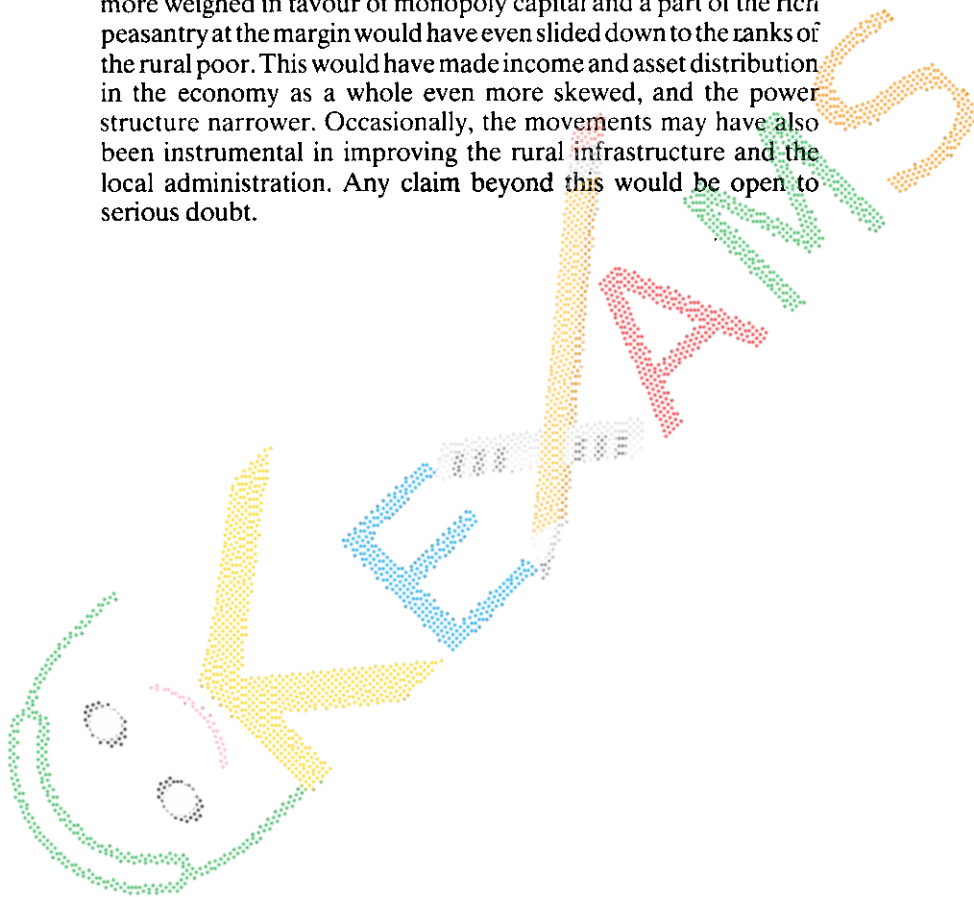 more weighed in favour of monopoly capital and a part of the rich
peasantry at the margin would have even slided down to the ranks of
the rural poor. This would have made income and asset distribution
in the economy as a whole even more skewed, and the power
structure narrower. Occasionally, the movements may have also
been instrumental in improving the rural infrastructure and the
local administration. Any claim beyond this would be open to
serious doubt.
KEXAMS